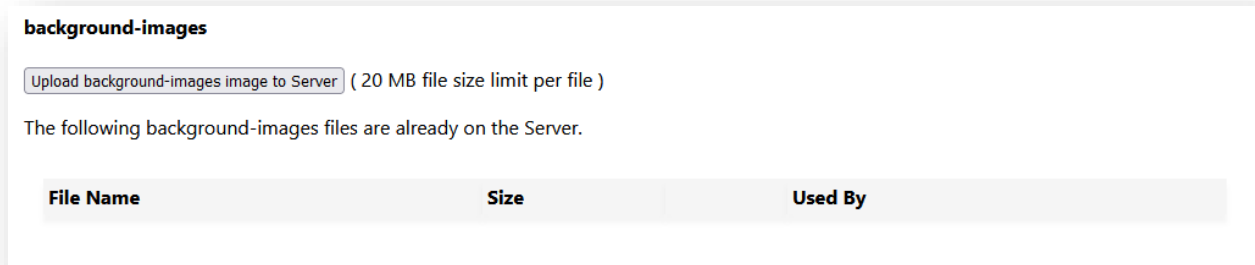 background-images
Upload background-images image to Server ( 20 MB file size limit per file )
The following background-images files are already on the Server.
File Name Size Used By